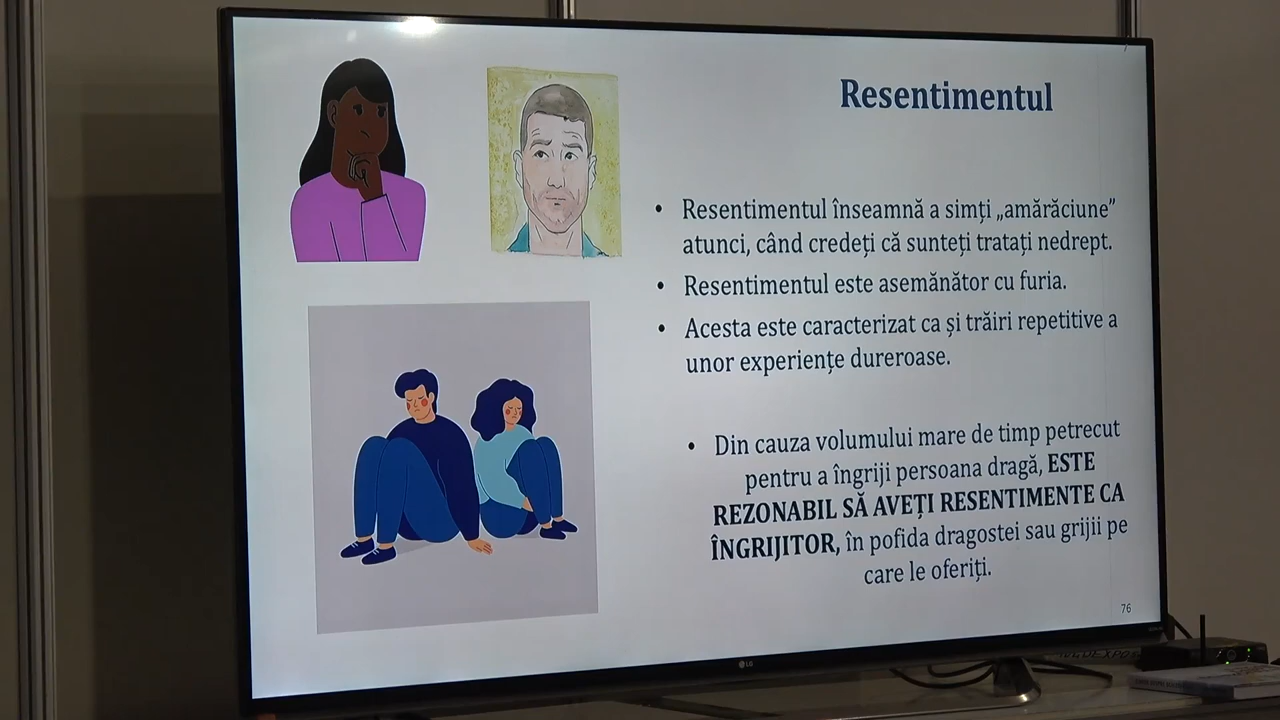 Resentimentul
• Resentimentul înseamnă a simți „amărăciune”
atunci, când credeți că sunteți tratați nedrept.
• Resentimentul este asemănător cu furia.
• Acesta este caracterizat ca și trăiri repetitive a
unor experiențe dureroase.
• Din cauza volumului mare de timp petrecut
pentru a îngriji persoana dragă, ESTE
REZONABIL SĂ AVEȚI RESENTIMENTE CA
ÎNGRIJITOR, în pofida dragostei sau grijii pe
care le oferiți.
76
LG